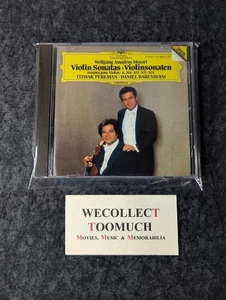 Wolfgang Amadeus Mozart
Violin Sonatas · Violinsonaten
ITZHAK PERLMAN · DANIEL BARENBOIM
WECOLLECT
TOOMUCH
MOVIES, MUSIC & MEMORABILIA